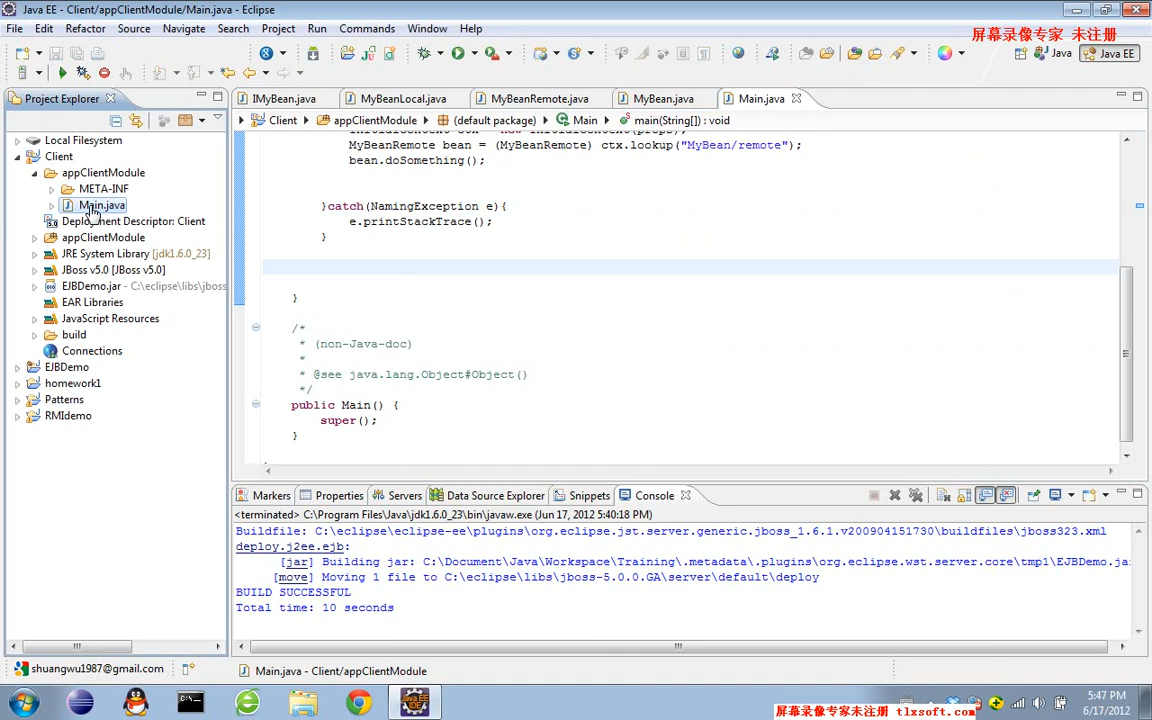 Java EE - Client/appClientModule/Main.java - Eclipse
File Edit Refactor Source Navigate Search Project Run Commands Window Help
屏幕录像专家 未注册
Java Java EE
Project Explorer
IMyBean.java MyBeanLocal.java MyBeanRemote.java MyBean.java Main.java
Client appClientModule (default package) Main main(String[]) : void
Local Filesystem
Client
appClientModule
META-INF
Main.java
Deployment Descriptor: Client
appClientModule
JRE System Library [jdk1.6.0_23]
JBoss v5.0 [JBoss v5.0]
EJBDemo.jar - C:\eclipse\libs\jboss
EAR Libraries
JavaScript Resources
build
Connections
EJBDemo
homework1
Patterns
RMIdemo
InitialContext ctx = new InitialContext(props);
MyBeanRemote bean = (MyBeanRemote) ctx.lookup("MyBean/remote");
bean.doSomething();
}catch(NamingException e){
e.printStackTrace();
}
}
/*
* (non-Java-doc)
*
* @see java.lang.Object#Object()
*/
public Main() {
super();
}
Markers Properties Servers Data Source Explorer Snippets Console
<terminated> C:\Program Files\Java\jdk1.6.0_23\bin\javaw.exe (Jun 17, 2012 5:40:18 PM)
Buildfile: C:\eclipse\eclipse-ee\plugins\org.eclipse.jst.server.generic.jboss_1.6.1.v200904151730\buildfiles\jboss323.xml
deploy.j2ee.ejb:
[jar] Building jar: C:\Document\Java\Workspace\Training\.metadata\.plugins\org.eclipse.wst.server.core\tmp1\EJBDemo.ja
[move] Moving 1 file to C:\eclipse\libs\jboss-5.0.0.GA\server\default\deploy
BUILD SUCCESSFUL
Total time: 10 seconds
shuangwu1987@gmail.com
Main.java - Client/appClientModule
5:47 PM
6/17/2012
屏幕录像专家未注册 tlxsoft.com